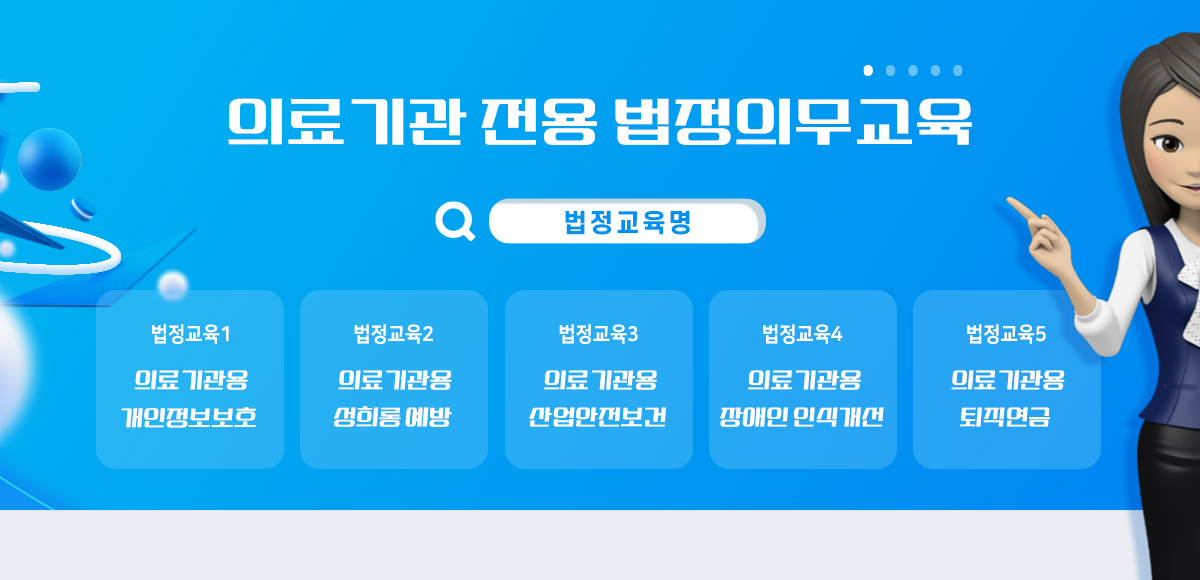 의료기관 전용 법정의무교육
법정교육명
법정교육1
의료기관용
개인정보보호
법정교육2
의료기관용
성희롱 예방
법정교육3
의료기관용
산업안전보건
법정교육4
의료기관용
장애인 인식개선
법정교육5
의료기관용
퇴직연금